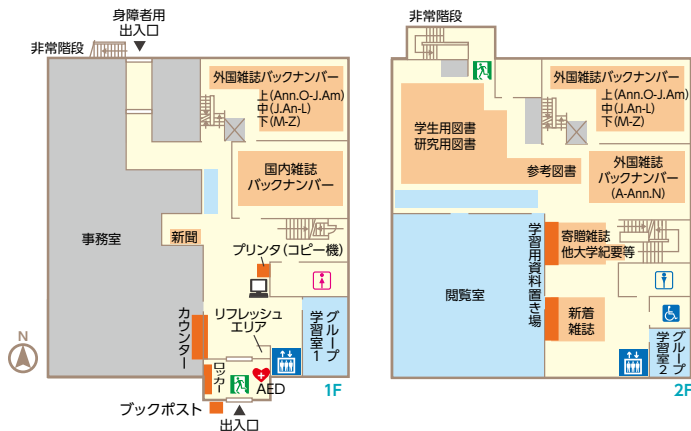 身障者用
出入口
非常階段
外国雑誌バックナンバー
上(Ann.O-J.Am)
中(J.An-L)
下(M-Z)
国内雑誌
バックナンバー
事務室
新聞
プリンタ(コピー機)
カウンター
リフレッシュ
エリア
グループ
学習室1
ロッカー
AED
1F
ブックポスト
出入口
N
非常階段
外国雑誌バックナンバー
上(Ann.O-J.Am)
中(J.An-L)
下(M-Z)
学生用図書
研究用図書
参考図書
外国雑誌
バックナンバー
(A-Ann.N)
学習用資料置き場
寄贈雑誌
他大学紀要等
閲覧室
新着
雑誌
グループ
学習室2
2F